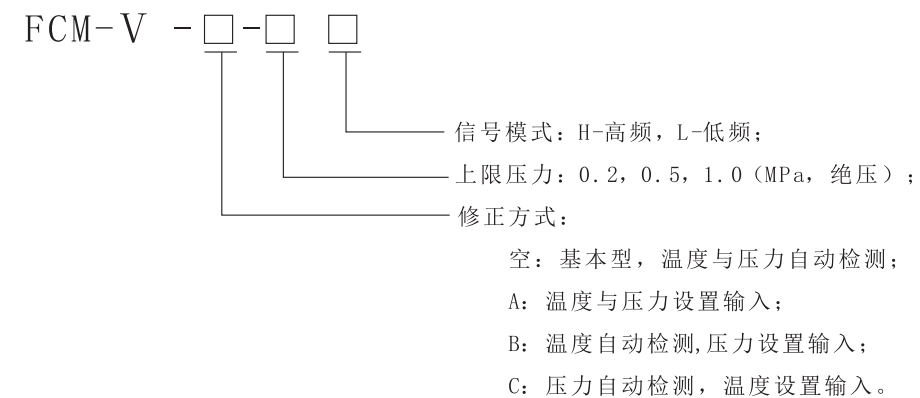 FCM-V -□-□ □
信号模式：H-高频，L-低频；
上限压力：0.2，0.5，1.0（MPa，绝压）；
修正方式：
空：基本型，温度与压力自动检测；
A：温度与压力设置输入；
B：温度自动检测,压力设置输入；
C：压力自动检测，温度设置输入。